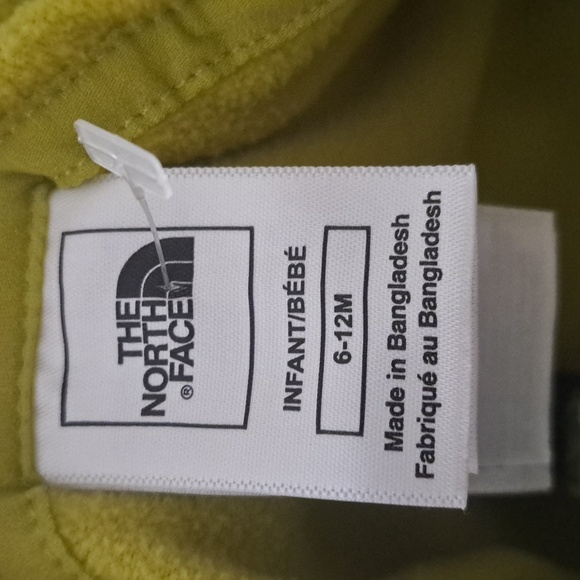 THE
NORTH
®FACE
INFANT/BÉBÉ
6-12M
Made in Bangladesh
Fabriqué au Bangladesh